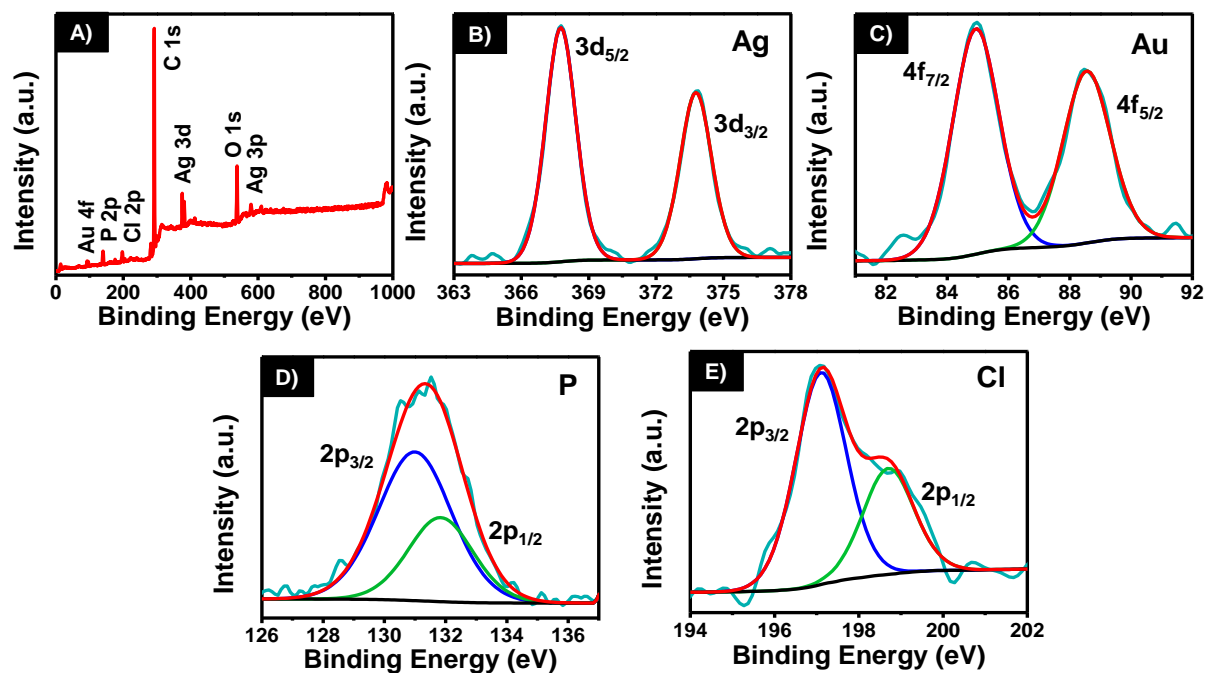 A)
Intensity (a.u.)
Au 4f
P 2p
Cl 2p
C 1s
Ag 3d
O 1s
Ag 3p
0 200 400 600 800 1000
Binding Energy (eV)
B)
Ag
Intensity (a.u.)
3d5/2
3d3/2
363 366 369 372 375 378
Binding Energy (eV)
C)
Au
Intensity (a.u.)
4f7/2
4f5/2
82 84 86 88 90 92
Binding Energy (eV)
D)
P
Intensity (a.u.)
2p3/2
2p1/2
126 128 130 132 134 136
Binding Energy (eV)
E)
Cl
Intensity (a.u.)
2p3/2
2p1/2
194 196 198 200 202
Binding Energy (eV)